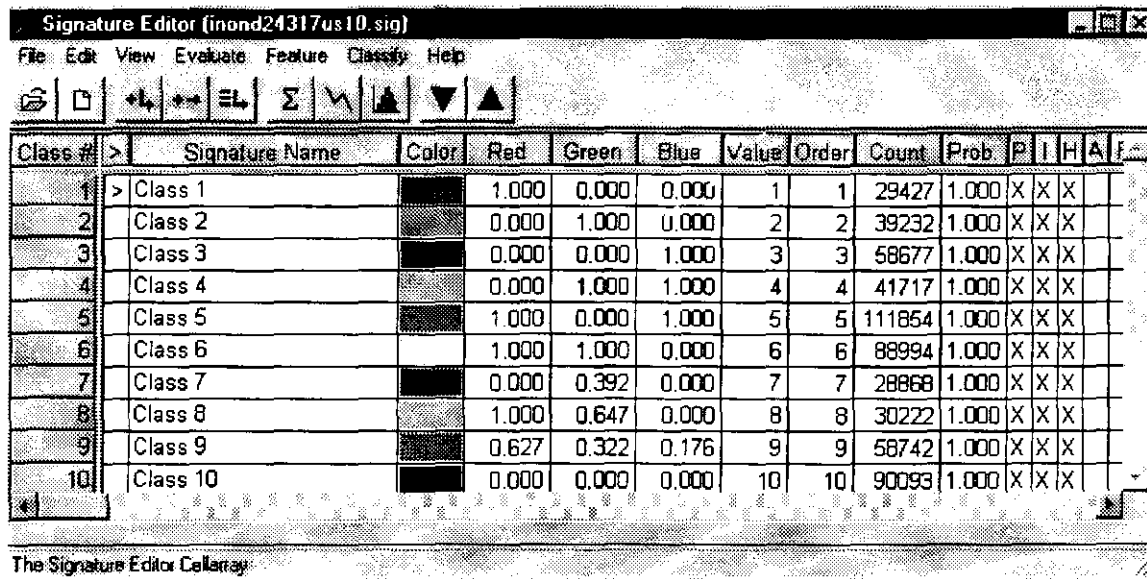 Signature Editor (inond24317us10.sig)
File Edit View Evaluate Feature Classify Help
Class # > Signature Name Color Red Green Blue Value Order Count Prob. P I H A F
1 > Class 1 1.000 0.000 0.000 1 1 29427 1.000 X X X
2 Class 2 0.000 1.000 0.000 2 2 39232 1.000 X X X
3 Class 3 0.000 0.000 1.000 3 3 58677 1.000 X X X
4 Class 4 0.000 1.000 1.000 4 4 41717 1.000 X X X
5 Class 5 1.000 0.000 1.000 5 5 111854 1.000 X X X
6 Class 6 1.000 1.000 0.000 6 6 88994 1.000 X X X
7 Class 7 0.000 0.392 0.000 7 7 28868 1.000 X X X
8 Class 8 1.000 0.647 0.000 8 8 30222 1.000 X X X
9 Class 9 0.627 0.322 0.176 9 9 58742 1.000 X X X
10 Class 10 0.000 0.000 0.000 10 10 90093 1.000 X X X
The Signature Editor Cellarray